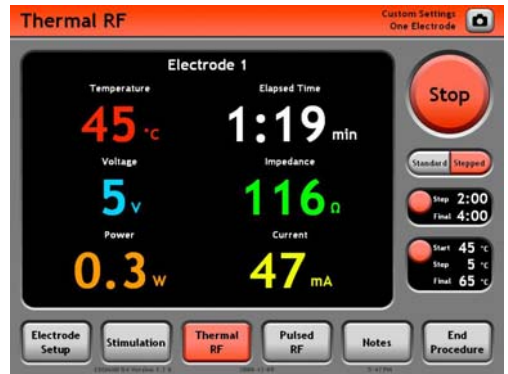 Thermal RF
Custom Settings
One Electrode
Electrode 1
Temperature
45 °C
Elapsed Time
1:19 min
Voltage
5 V
Impedance
116 Ω
Power
0.3 W
Current
47 mA
Stop
Standard Stepped
Step 2:00
Final 4:00
Start 45 °C
Step 5 °C
Final 65 °C
Electrode
Setup
Stimulation
Thermal
RF
Pulsed
RF
Notes
End
Procedure